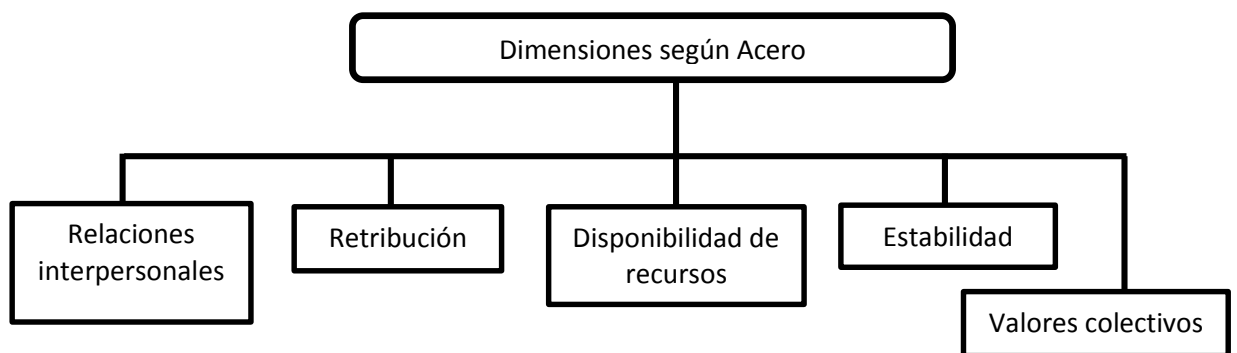 Dimensiones según Acero
Relaciones
interpersonales
Retribución
Disponibilidad de
recursos
Estabilidad
Valores colectivos